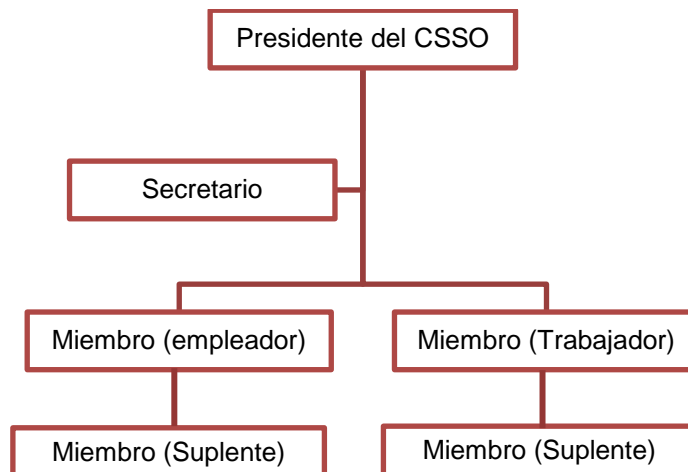 Presidente del CSSO
Secretario
Miembro (empleador)
Miembro (Trabajador)
Miembro (Suplente)
Miembro (Suplente)